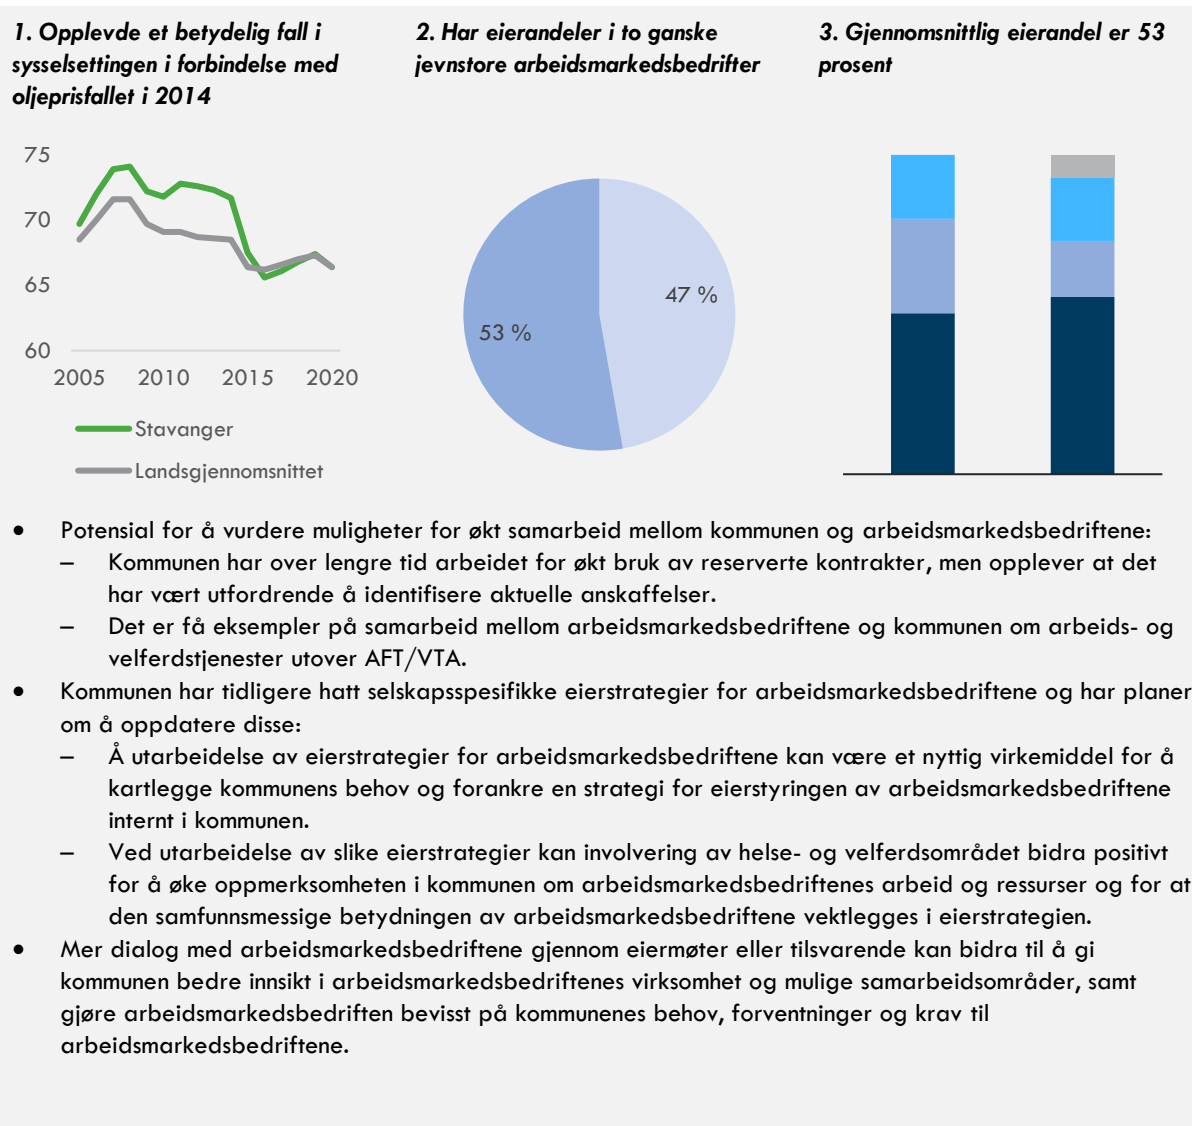 1. Opplevde et betydelig fall i
sysselsettingen i forbindelse med
oljeprisfallet i 2014
2. Har eierandeler i to ganske
jevnstore arbeidsmarkedsbedrifter
3. Gjennomsnittlig eierandel er 53
prosent
75
70
65
60
2005 2010 2015 2020
Stavanger
Landsgjennomsnittet
47 %
53 %
• Potensial for å vurdere muligheter for økt samarbeid mellom kommunen og arbeidsmarkedsbedriftene:
– Kommunen har over lengre tid arbeidet for økt bruk av reserverte kontrakter, men opplever at det
har vært utfordrende å identifisere aktuelle anskaffelser.
– Det er få eksempler på samarbeid mellom arbeidsmarkedsbedriftene og kommunen om arbeids- og
velferdstjenester utover AFT/VTA.
• Kommunen har tidligere hatt selskapsspesifikke eierstrategier for arbeidsmarkedsbedriftene og har planer
om å oppdatere disse:
– Å utarbeidelse av eierstrategier for arbeidsmarkedsbedriftene kan være et nyttig virkemiddel for å
kartlegge kommunens behov og forankre en strategi for eierstyringen av arbeidsmarkedsbedriftene
internt i kommunen.
– Ved utarbeidelse av slike eierstrategier kan involvering av helse- og velferdsområdet bidra positivt
for å øke oppmerksomheten i kommunen om arbeidsmarkedsbedriftenes arbeid og ressurser og for at
den samfunnsmessige betydningen av arbeidsmarkedsbedriftene vektlegges i eierstrategien.
• Mer dialog med arbeidsmarkedsbedriftene gjennom eiermøter eller tilsvarende kan bidra til å gi
kommunen bedre innsikt i arbeidsmarkedsbedriftenes virksomhet og mulige samarbeidsområder, samt
gjøre arbeidsmarkedsbedriften bevisst på kommunenes behov, forventninger og krav til
arbeidsmarkedsbedriftene.